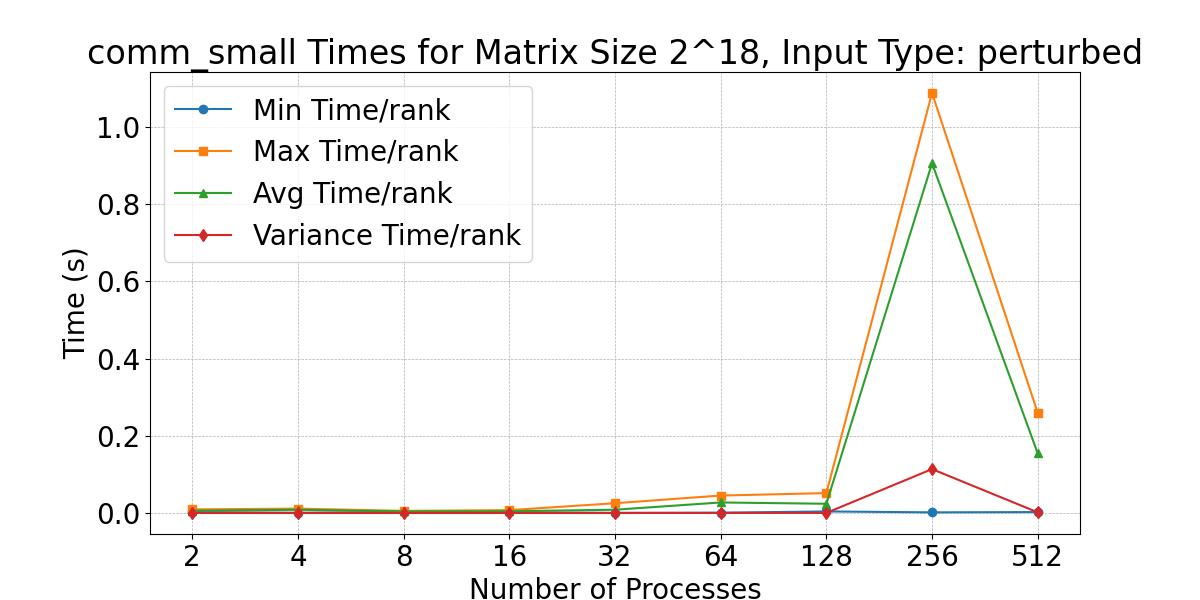 comm_small Times for Matrix Size 2^18, Input Type: perturbed
Min Time/rank
Max Time/rank
Avg Time/rank
Variance Time/rank
Time (s)
1.0
0.8
0.6
0.4
0.2
0.0
2 4 8 16 32 64 128 256 512
Number of Processes